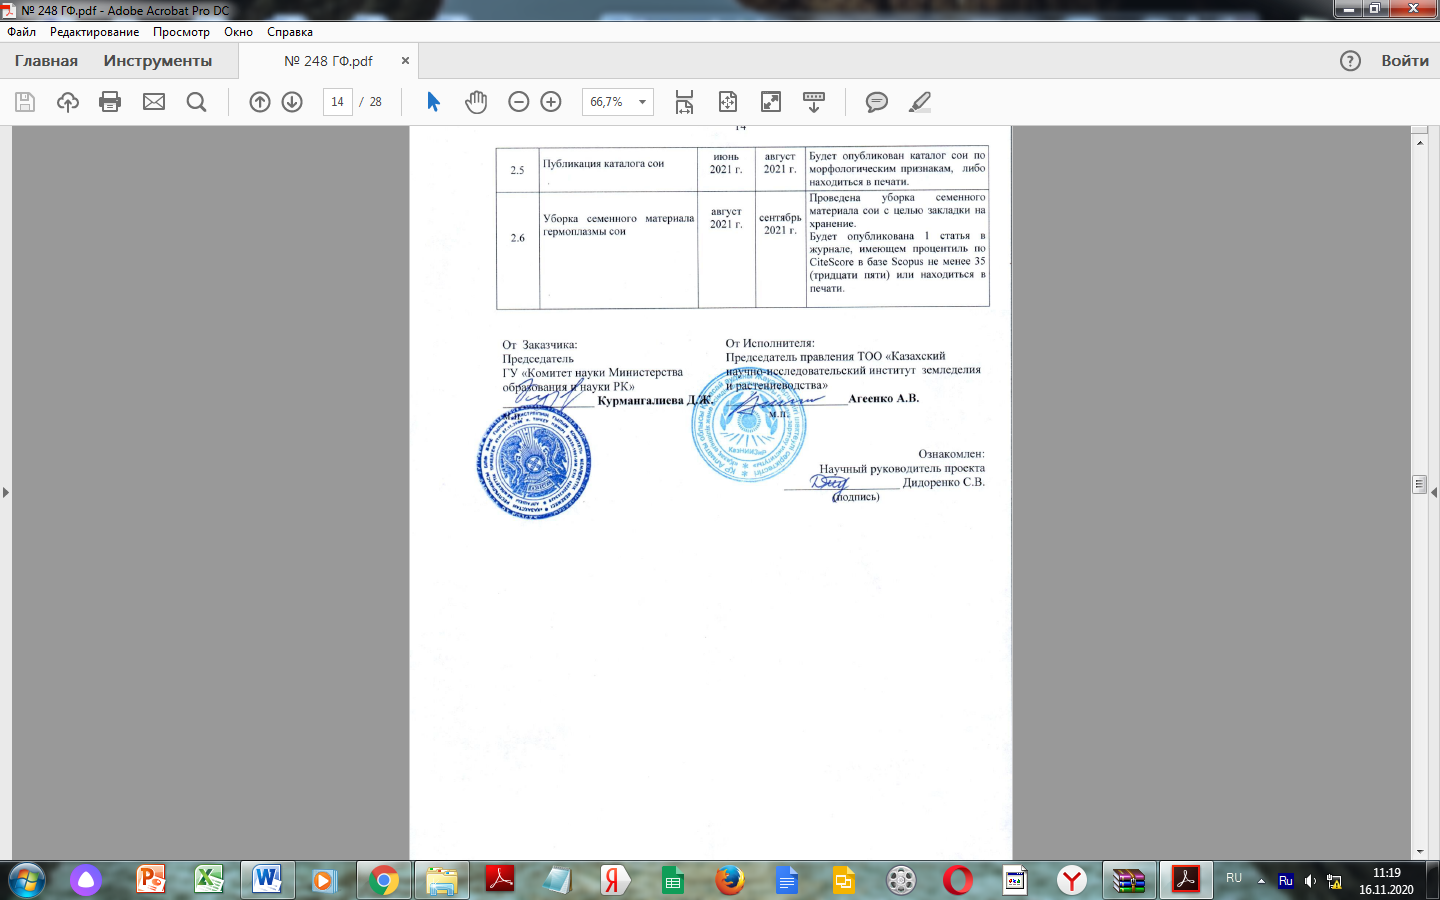 № 248 ГФ.pdf - Adobe Acrobat Pro DC
Файл Редактирование Просмотр Окно Справка
Главная Инструменты № 248 ГФ.pdf × ? Войти
14 / 28 66,7%
14
2.5 Публикация каталога сои июнь 2021 г. август 2021 г. Будет опубликован каталог сои по
морфологическим признакам, либо
находиться в печати.
2.6 Уборка семенного материала
гермоплазмы сои
август
2021 г.
сентябрь
2021 г.
Проведена уборка семенного
материала сои с целью закладки на
хранение.
Будет опубликована 1 статья в
журнале, имеющем процентиль по
CiteScore в базе Scopus не менее 35
(тридцати пяти) или находиться в
печати.
От Заказчика:
Председатель
ГУ «Комитет науки Министерства
образования и науки РК»
Курмангалиева Д.Ж.
м.п.
От Исполнителя:
Председатель правления ТОО «Казахский
научно-исследовательский институт земледелия
и растениеводства»
Агеенко А.В.
м.п.
КазНИИЗиР
Ознакомлен:
Научный руководитель проекта
Дидоренко С.В.
(подпись)
RU Ru 11:19
16.11.2020